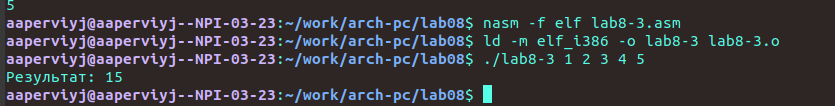 5
aaperviyj@aaperviyj--NPI-03-23:~/work/arch-pc/lab08$ nasm -f elf lab8-3.asm
aaperviyj@aaperviyj--NPI-03-23:~/work/arch-pc/lab08$ ld -m elf_i386 -o lab8-3 lab8-3.o
aaperviyj@aaperviyj--NPI-03-23:~/work/arch-pc/lab08$ ./lab8-3 1 2 3 4 5
Результат: 15
aaperviyj@aaperviyj--NPI-03-23:~/work/arch-pc/lab08$